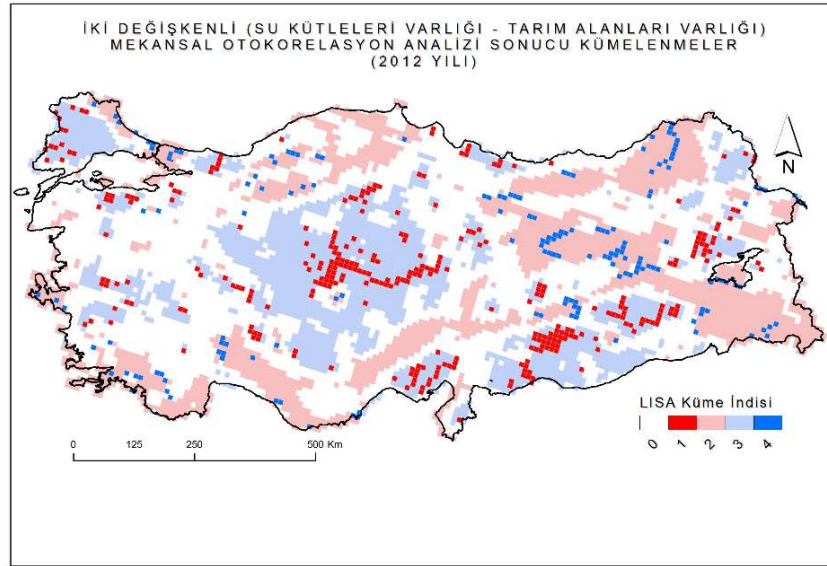 İKİ DEĞİŞKENLİ (SU KÜTLELERİ VARLIĞI - TARIM ALANLARI VARLIĞI)
MEKANSAL OTOKORELASYON ANALİZİ SONUCU KÜMELENMELER
(2012 YILI)
N
LISA Küme İndisi
0 1 2 3 4
0 125 250 500 Km